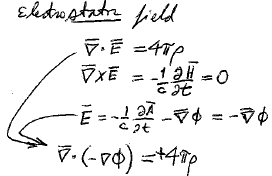 Electrostatic field
∇̄ · Ē = 4πρ
∇̄ × Ē = -1/c ∂H̄/∂t = 0
Ē = -1/c ∂Ā/∂t - ∇̄ϕ = -∇̄ϕ
∇̄ · (-∇ϕ) = +4πρ